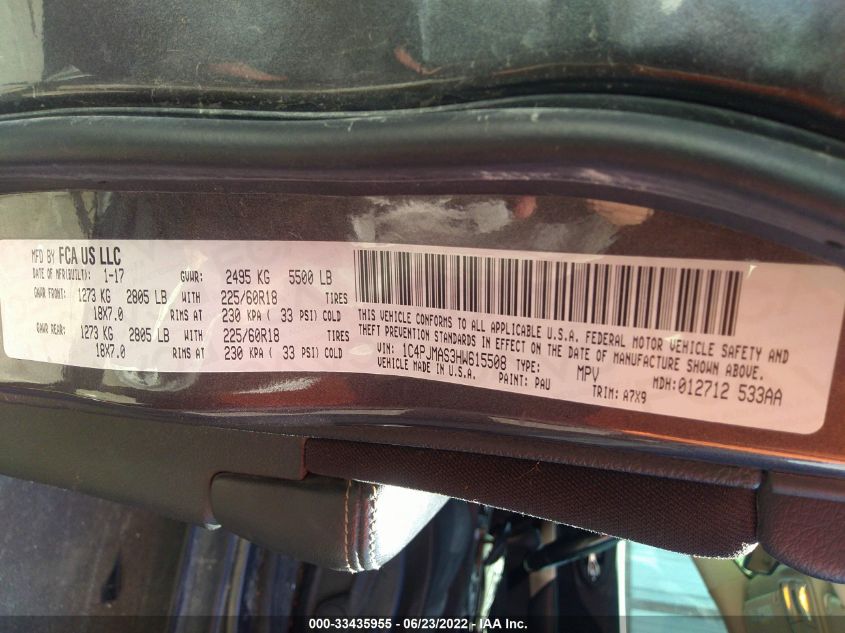 MFD BY FCA US LLC
DATE OF MFR(BUILT): 1-17 GVWR: 2495 KG 5500 LB
GAWR FRONT: 1273 KG 2805 LB WITH 225/60R18 TIRES
18X7.0 RIMS AT 230 KPA ( 33 PSI) COLD
GAWR REAR: 1273 KG 2805 LB WITH 225/60R18 TIRES
18X7.0 RIMS AT 230 KPA ( 33 PSI) COLD
THIS VEHICLE CONFORMS TO ALL APPLICABLE U.S.A. FEDERAL MOTOR VEHICLE SAFETY AND
THEFT PREVENTION STANDARDS IN EFFECT ON THE DATE OF MANUFACTURE SHOWN ABOVE.
VIN: 1C4PJMAS3HW615508 TYPE: MPV MDH: 012712 533AA
VEHICLE MADE IN U.S.A. PAINT: PAU TRIM: A7X9
000-33435955 - 06/23/2022 - IAA Inc.